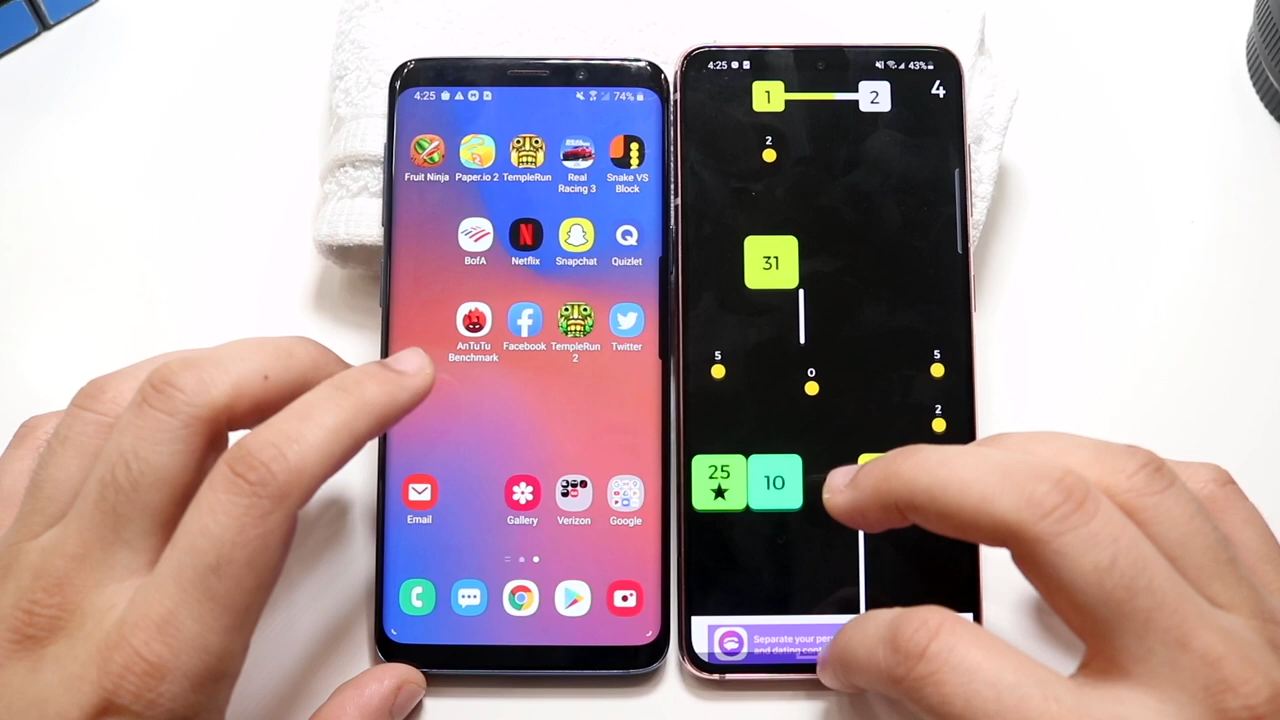 4:25
74%
Fruit Ninja
Paper.io 2
TempleRun
Real
Racing 3
Snake VS
Block
BofA
Netflix
Snapchat
Quizlet
AnTuTu
Benchmark
Facebook
TempleRun
2
Twitter
Email
Gallery
Verizon
Google
4:25
43%
1
2
4
2
31
5
0
5
2
25
10
Separate your
and dating